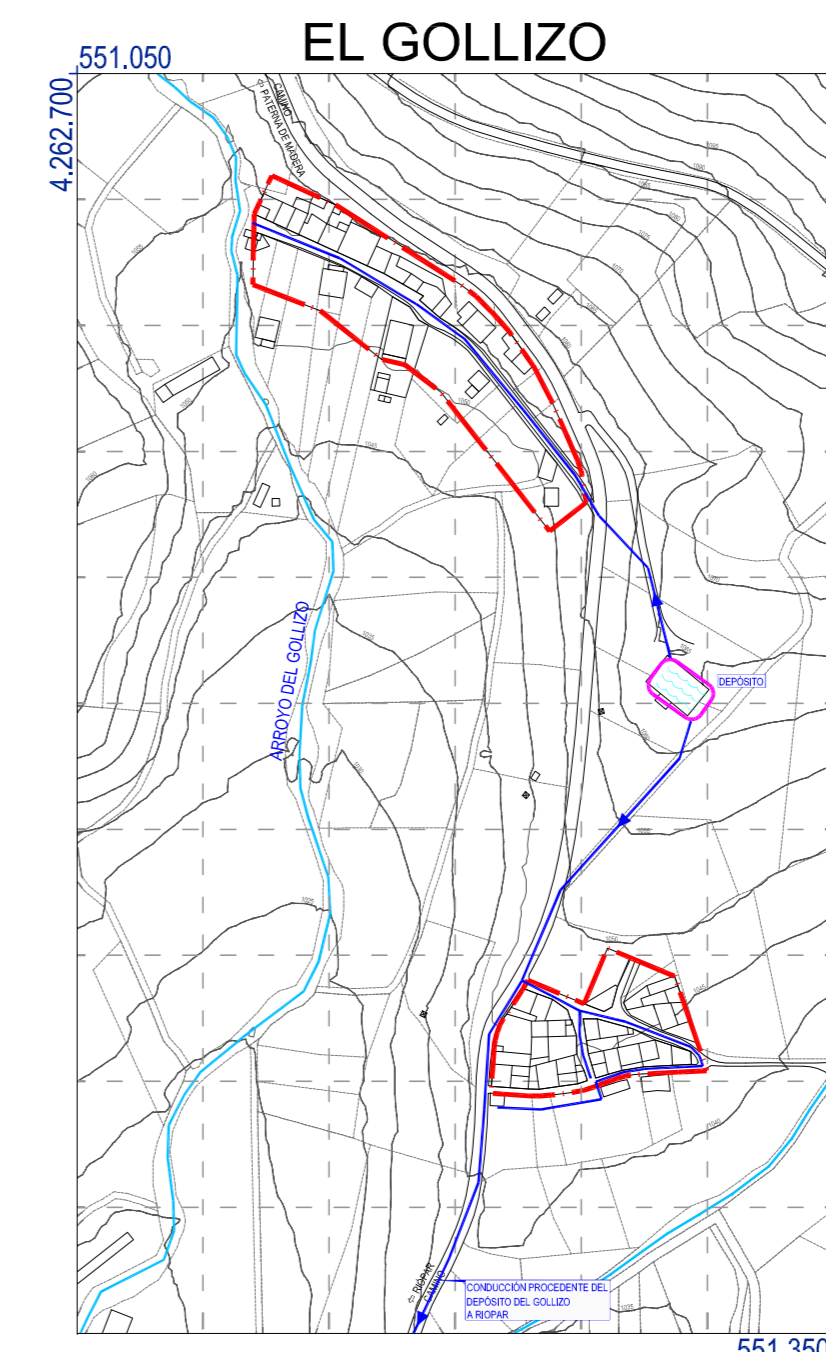 EL GOLLIZO
551.050
4.262.700
CAMINO
⇦ PATERNA DE MADERA
ARROYO DEL GOLLIZO
DEPÓSITO
⇦ RIÓPAR
CAMINO
CONDUCCIÓN PROCEDENTE DEL
DEPÓSITO DEL GOLLIZO
A RIOPAR
551.350